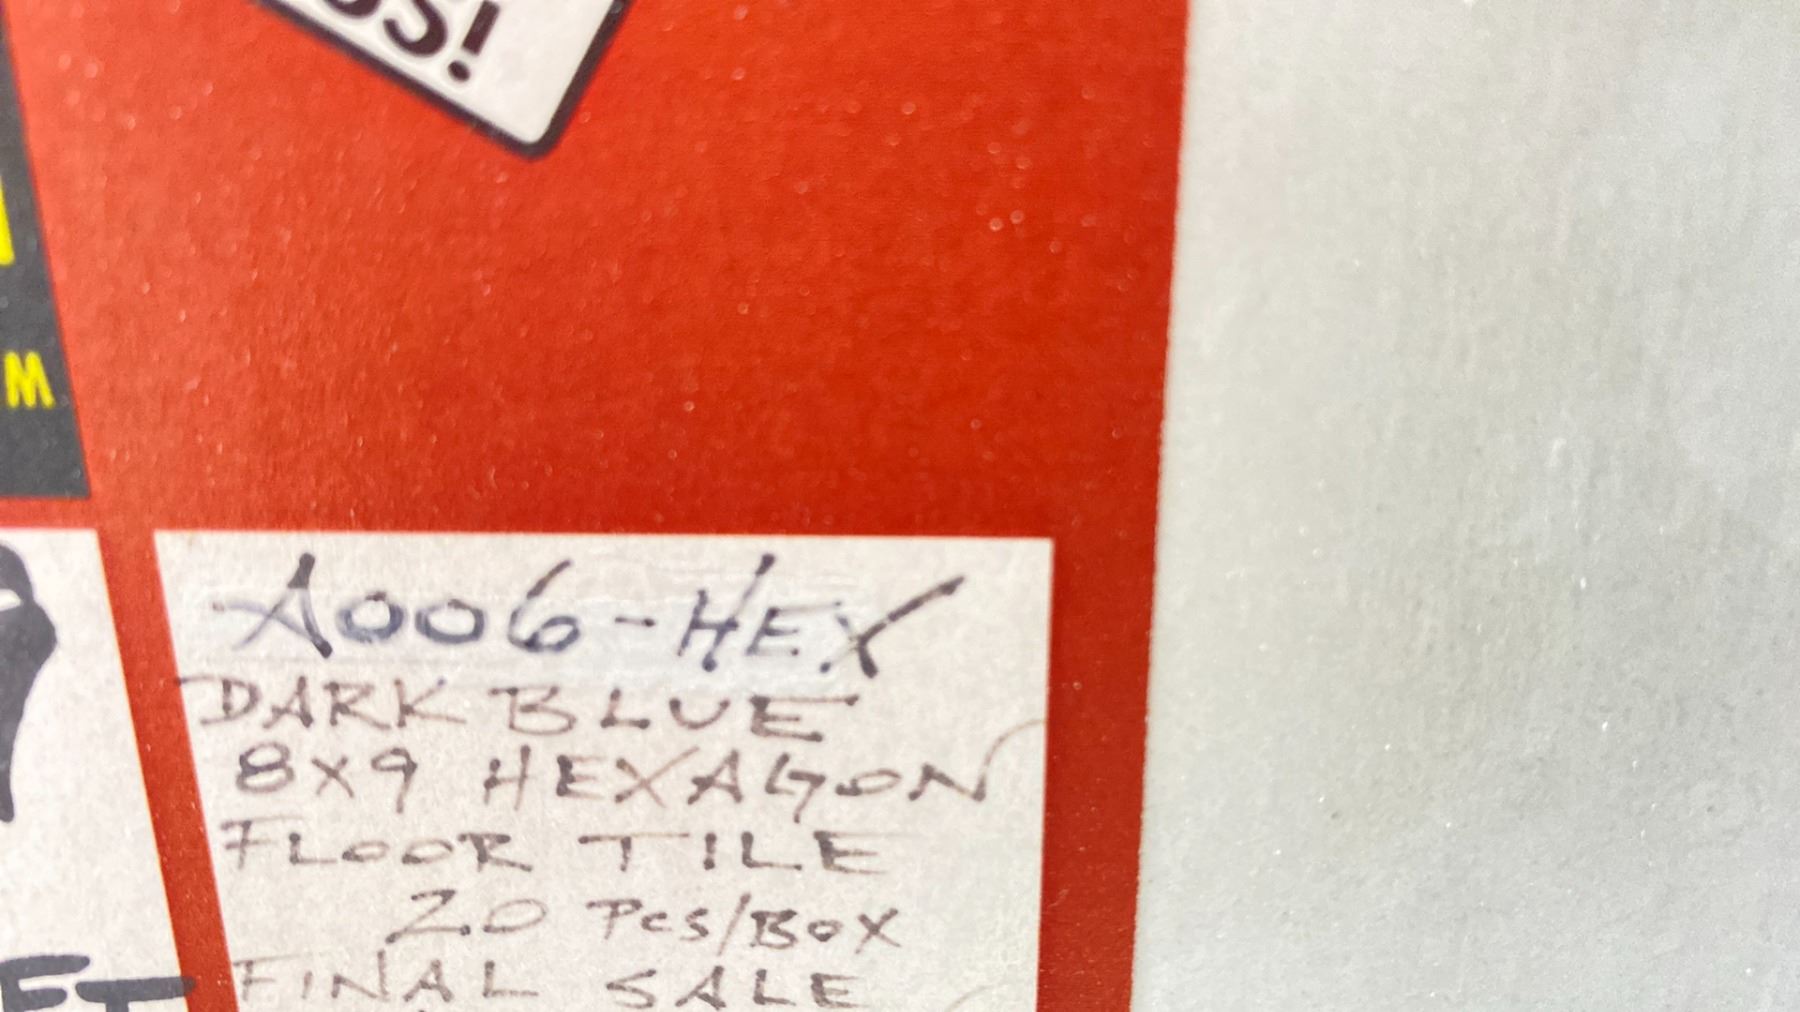 A006-HEX
DARK BLUE
8X9 HEXAGON
FLOOR TILE
20 Pcs/BOX
FINAL SALE